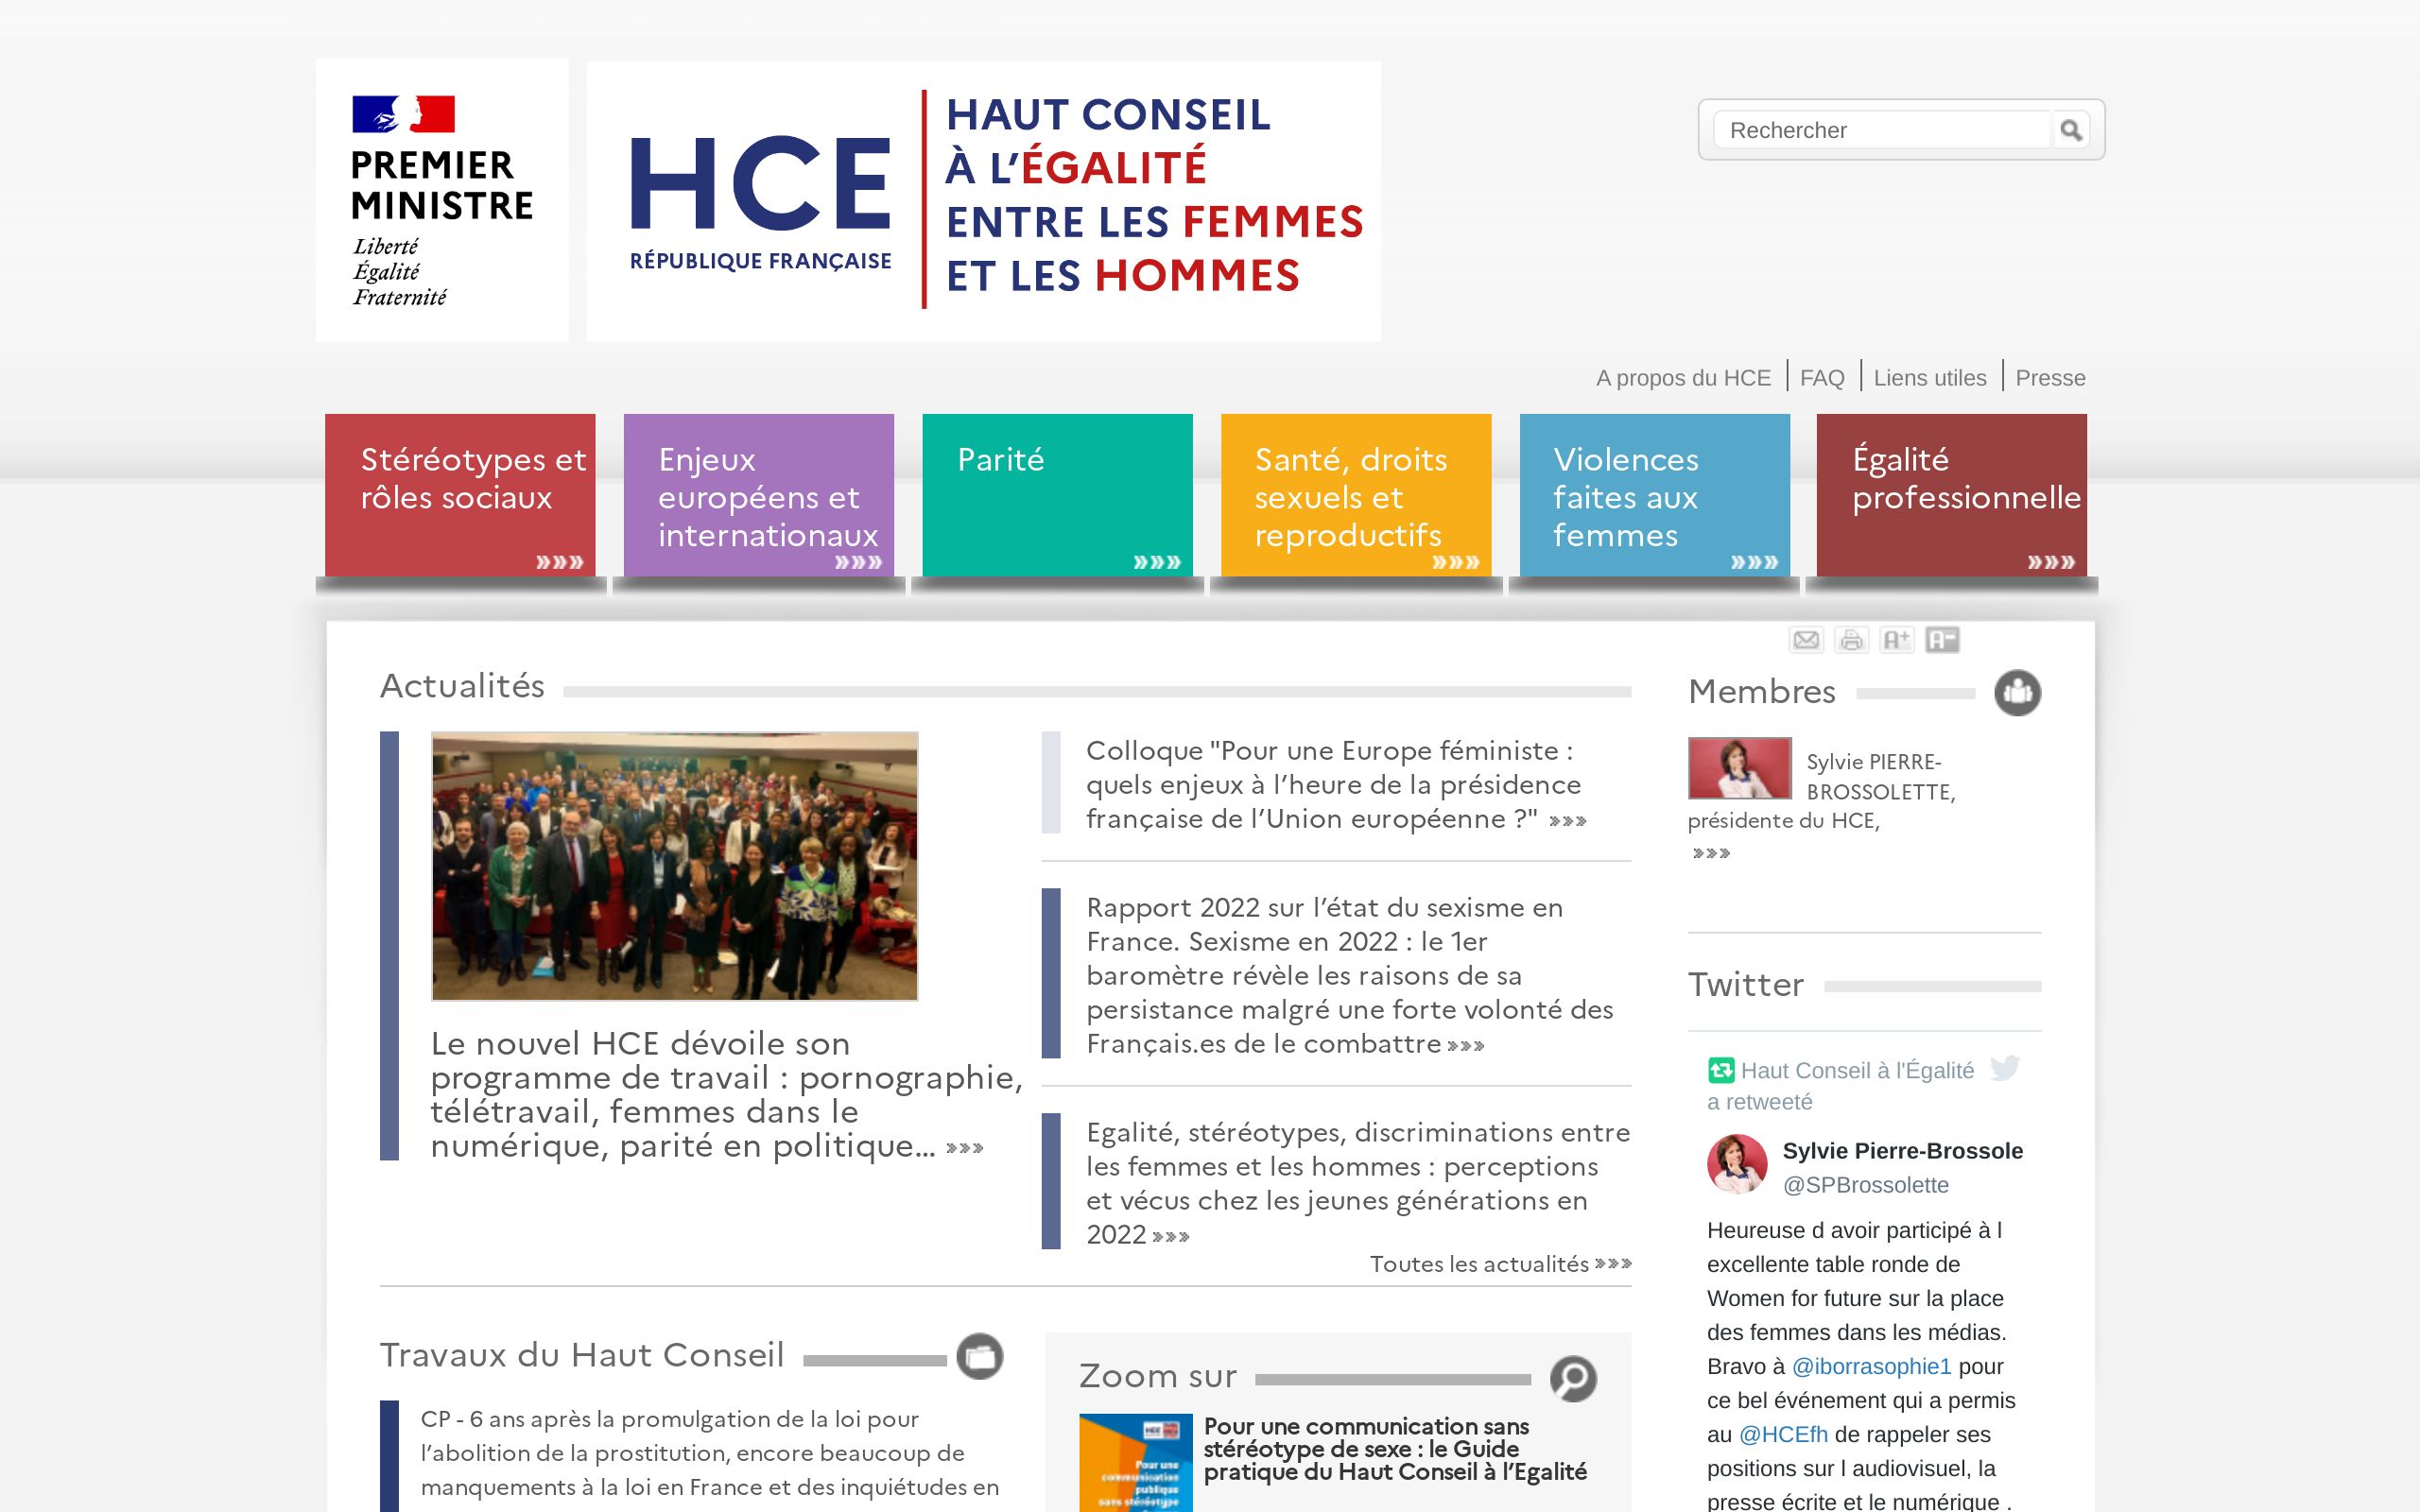 PREMIER
MINISTRE
Liberté
Égalité
Fraternité
HCE
RÉPUBLIQUE FRANÇAISE
HAUT CONSEIL
À L’ÉGALITÉ
ENTRE LES FEMMES
ET LES HOMMES
Rechercher
A propos du HCE
FAQ
Liens utiles
Presse
Stéréotypes et
rôles sociaux
Enjeux
européens et
internationaux
Parité
Santé, droits
sexuels et
reproductifs
Violences
faites aux
femmes
Égalité
professionnelle
A+
A-
Actualités
Le nouvel HCE dévoile son
programme de travail : pornographie,
télétravail, femmes dans le
numérique, parité en politique...
Colloque "Pour une Europe féministe :
quels enjeux à l’heure de la présidence
française de l’Union européenne ?"
Rapport 2022 sur l’état du sexisme en
France. Sexisme en 2022 : le 1er
baromètre révèle les raisons de sa
persistance malgré une forte volonté des
Français.es de le combattre
Egalité, stéréotypes, discriminations entre
les femmes et les hommes : perceptions
et vécus chez les jeunes générations en
2022
Toutes les actualités
Membres
Sylvie PIERRE-
BROSSOLETTE,
présidente du HCE,
Twitter
Haut Conseil à l'Égalité
a retweeté
Sylvie Pierre-Brossole
@SPBrossolette
Heureuse d avoir participé à l
excellente table ronde de
Women for future sur la place
des femmes dans les médias.
Bravo à @iborrasophie1 pour
ce bel événement qui a permis
au @HCEfh de rappeler ses
positions sur l audiovisuel, la
presse écrite et le numérique .
Travaux du Haut Conseil
CP - 6 ans après la promulgation de la loi pour
l’abolition de la prostitution, encore beaucoup de
manquements à la loi en France et des inquiétudes en
Zoom sur
HCE
Pour une
communication
publique
sans stéréotype
Pour une communication sans
stéréotype de sexe : le Guide
pratique du Haut Conseil à l’Egalité